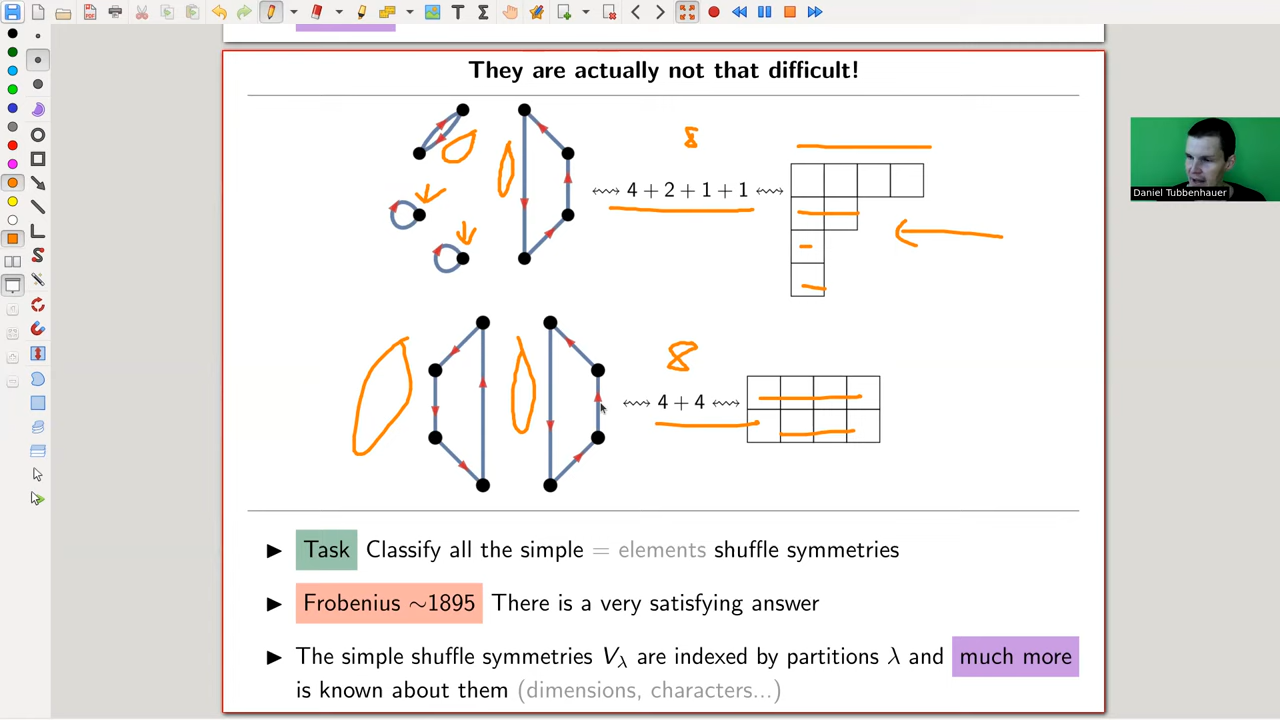 They are actually not that difficult!
8
4 + 2 + 1 + 1
Daniel Tubbenhauer
8
4 + 4
► Task Classify all the simple = elements shuffle symmetries
► Frobenius ∼1895 There is a very satisfying answer
► The simple shuffle symmetries Vλ are indexed by partitions λ and much more
is known about them (dimensions, characters...)